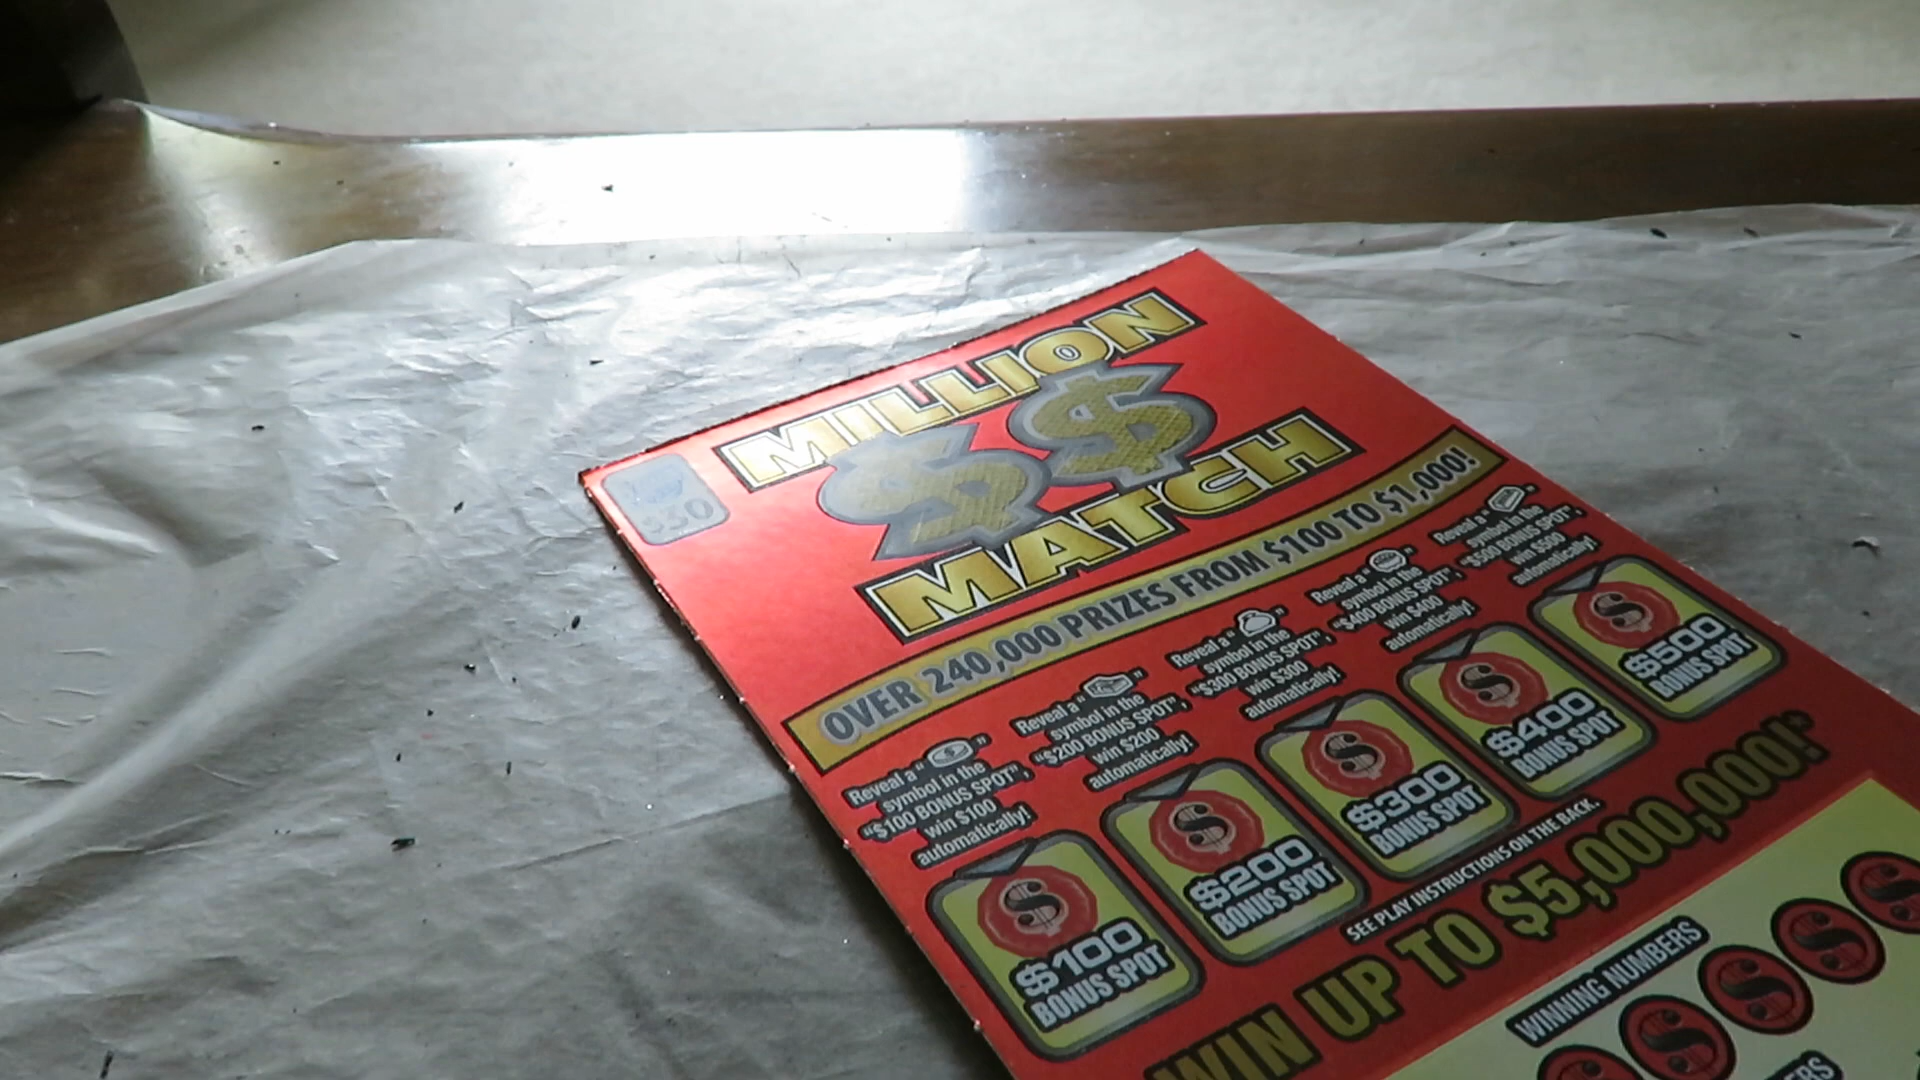 MILLION
$$
MATCH
$30
OVER 240,000 PRIZES FROM $100 TO $1,000!
Reveal a " "
symbol in the
"$100 BONUS SPOT",
win $100
automatically!
Reveal a " "
symbol in the
"$200 BONUS SPOT",
win $200
automatically!
Reveal a " "
symbol in the
"$300 BONUS SPOT",
win $300
automatically!
Reveal a " "
symbol in the
"$400 BONUS SPOT",
win $400
automatically!
Reveal a " "
symbol in the
"$500 BONUS SPOT",
win $500
automatically!
$
$100
BONUS SPOT
$
$200
BONUS SPOT
$
$300
BONUS SPOT
$
$400
BONUS SPOT
$
$500
BONUS SPOT
SEE PLAY INSTRUCTIONS ON THE BACK.
WIN UP TO $5,000,000!*
WINNING NUMBERS
$ $ $ $ $